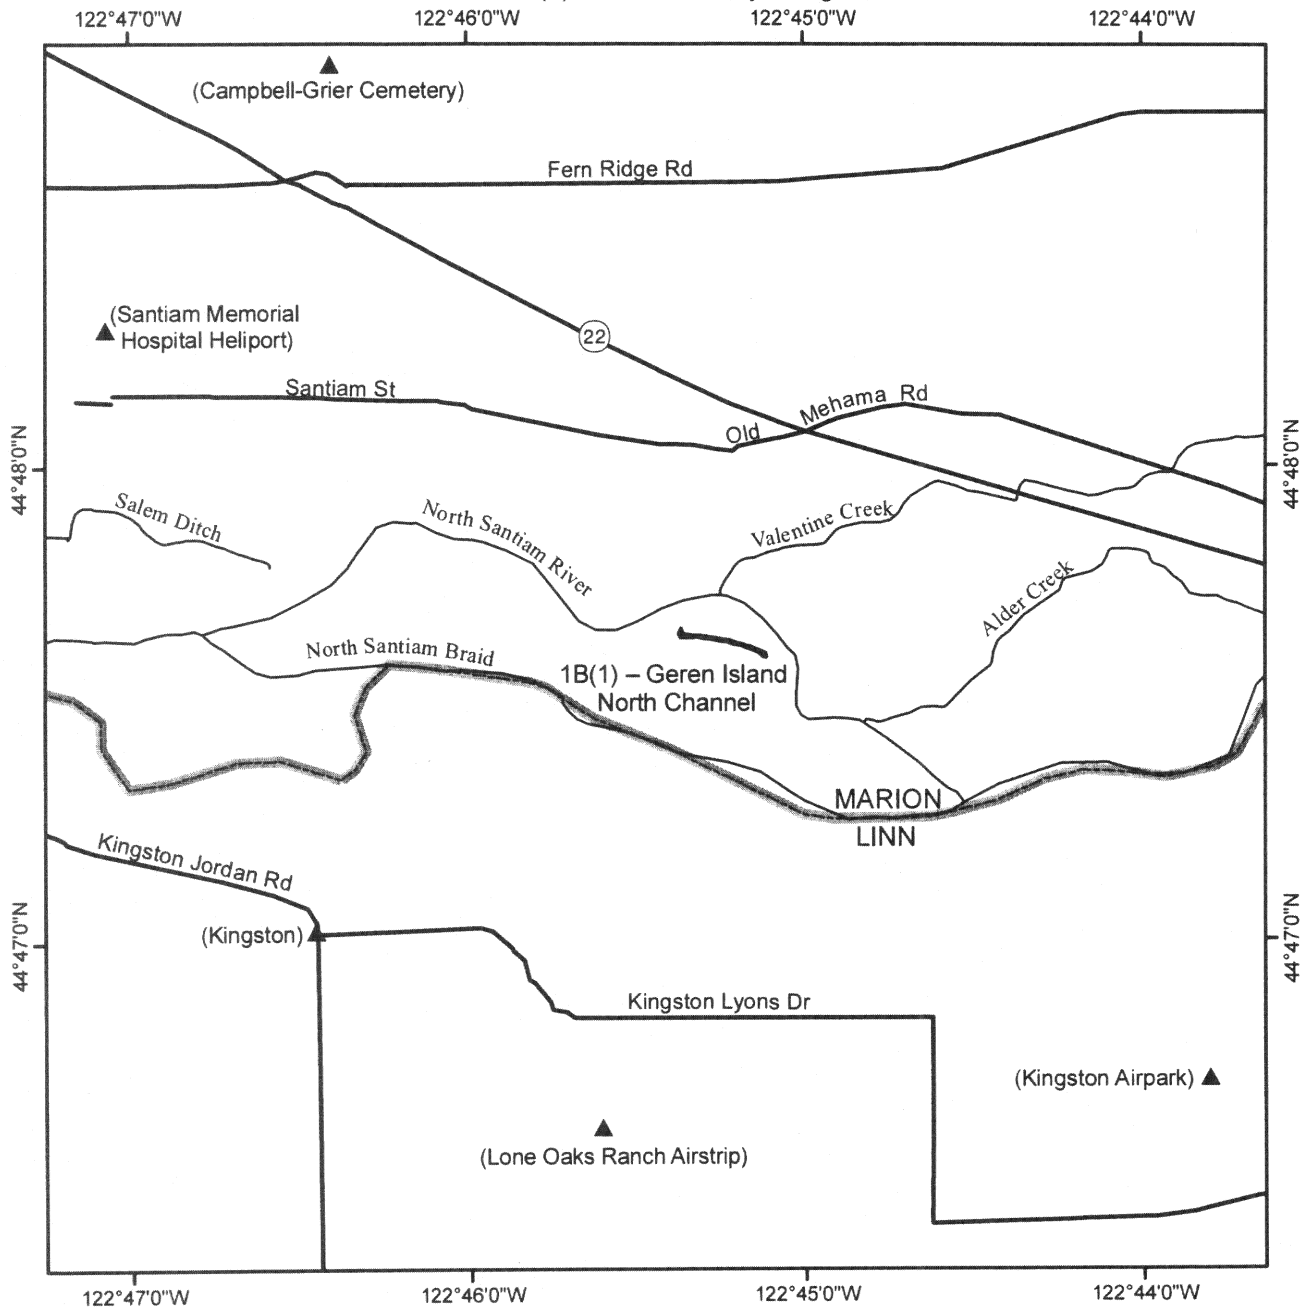 122°47'0"W 122°46'0"W 122°45'0"W 122°44'0"W
(Campbell-Grier Cemetery)
Fern Ridge Rd
(Santiam Memorial
Hospital Heliport)
22
Santiam St
Old Mehama Rd
44°48'0"N
44°48'0"N
Salem Ditch
North Santiam River
Valentine Creek
Alder Creek
North Santiam Braid
1B(1) – Geren Island
North Channel
MARION
LINN
Kingston Jordan Rd
(Kingston)
44°47'0"N
44°47'0"N
Kingston Lyons Dr
(Kingston Airpark)
(Lone Oaks Ranch Airstrip)
122°47'0"W 122°46'0"W 122°45'0"W 122°44'0"W